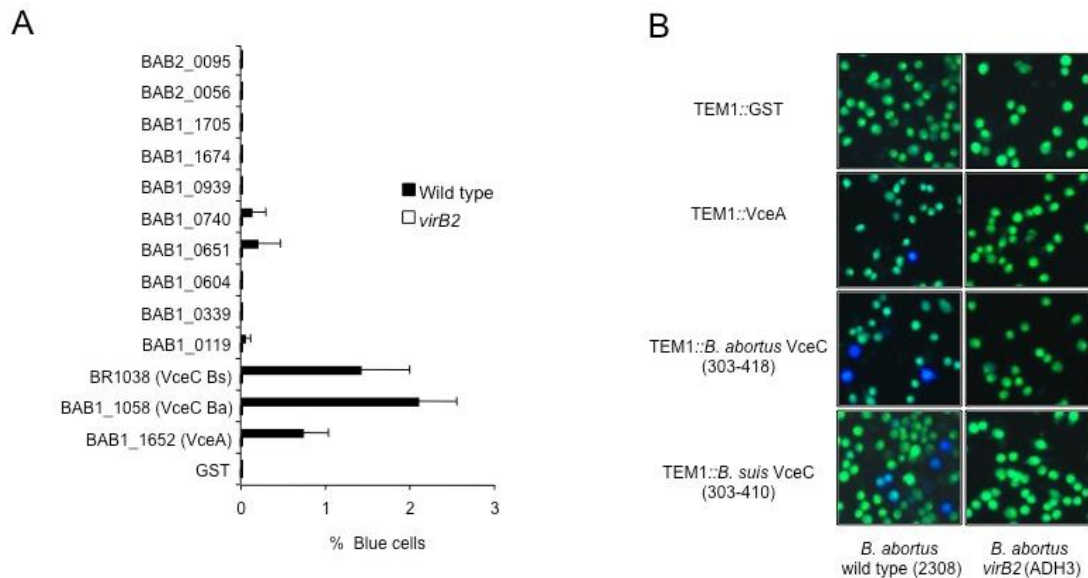 A
BAB2_0095
BAB2_0056
BAB1_1705
BAB1_1674
BAB1_0939
BAB1_0740
BAB1_0651
BAB1_0604
BAB1_0339
BAB1_0119
BR1038 (VceC Bs)
BAB1_1058 (VceC Ba)
BAB1_1652 (VceA)
GST
0 1 2 3
% Blue cells
Wild type
virB2
B
TEM1::GST
TEM1::VceA
TEM1::B. abortus VceC
(303-418)
TEM1::B. suis VceC
(303-410)
B. abortus
wild type (2308)
B. abortus
virB2 (ADH3)